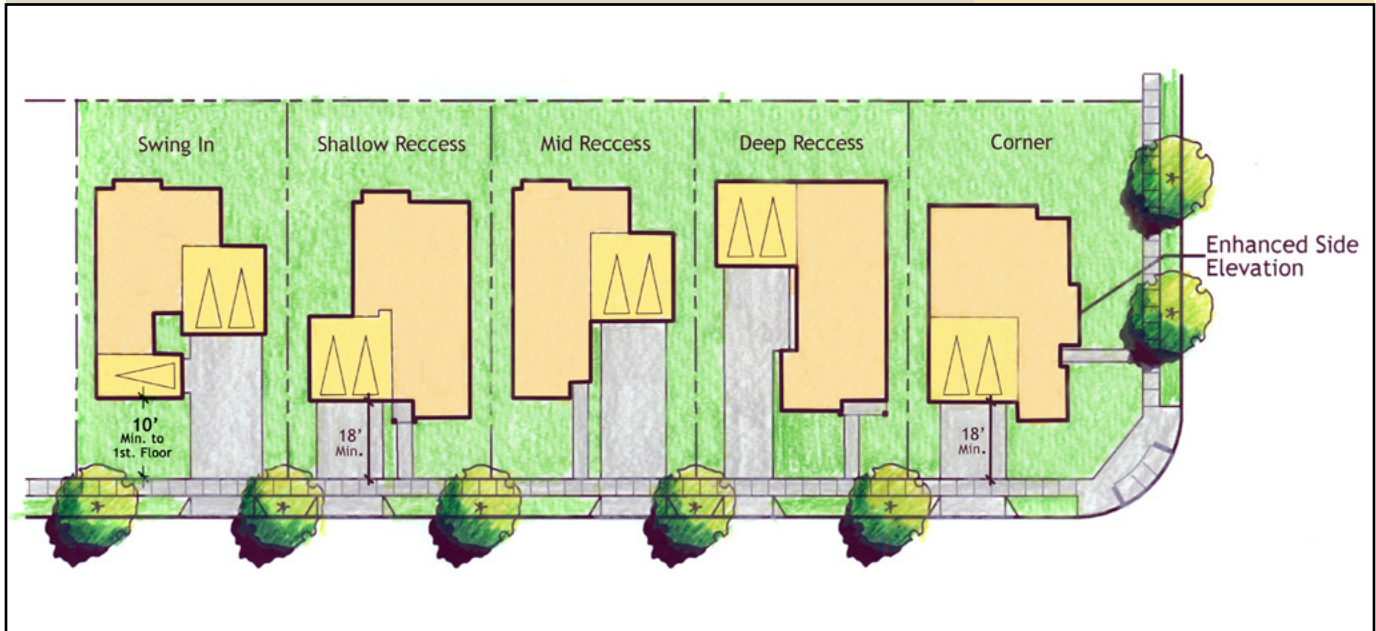 Swing In
Shallow Reccess
Mid Reccess
Deep Reccess
Corner
Enhanced Side
Elevation
10'
Min. to
1st. Floor
18'
Min.
18'
Min.